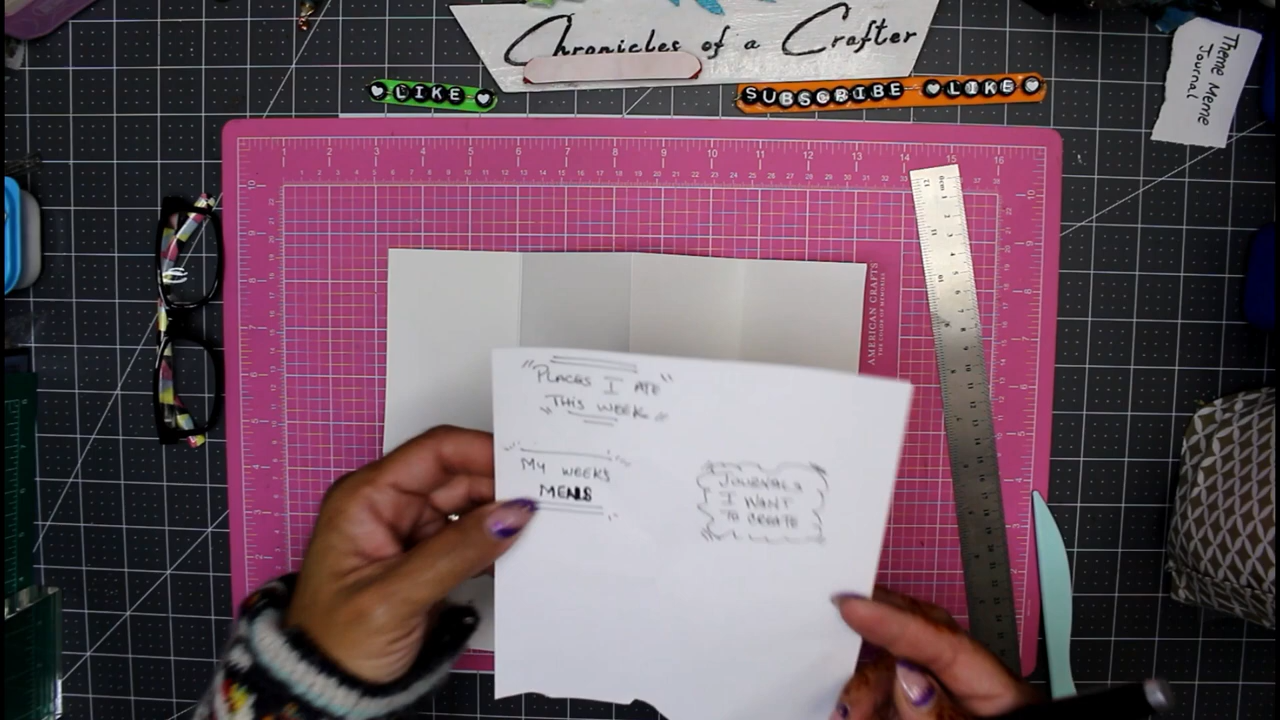 Chronicles of a Crafter
LIKE
SUBSCRIBE LIKE
Theme Meme
Journal
AMERICAN CRAFTS
"PLACES I ATE"
"THIS WEEK"
MY WEEKS
MEALS
JOURNALS
I WANT
TO CREATE